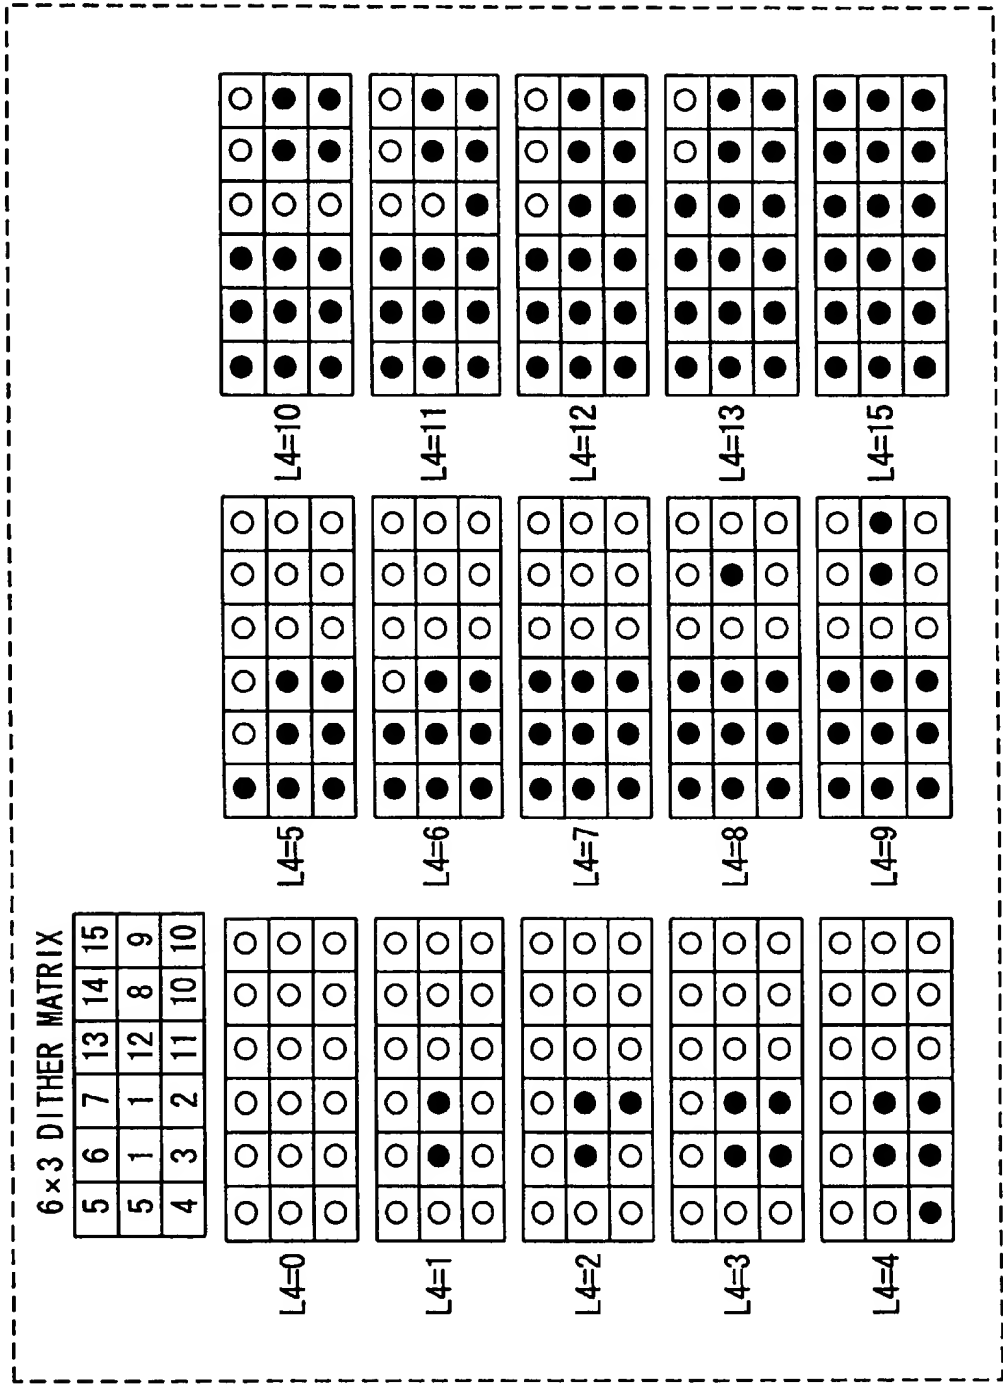 6×3 DITHER MATRIX
5 6 7 13 14 15
5 1 1 12 8 9
4 3 2 11 10 10
L4=0
L4=1
L4=2
L4=3
L4=4
L4=5
L4=6
L4=7
L4=8
L4=9
L4=10
L4=11
L4=12
L4=13
L4=15